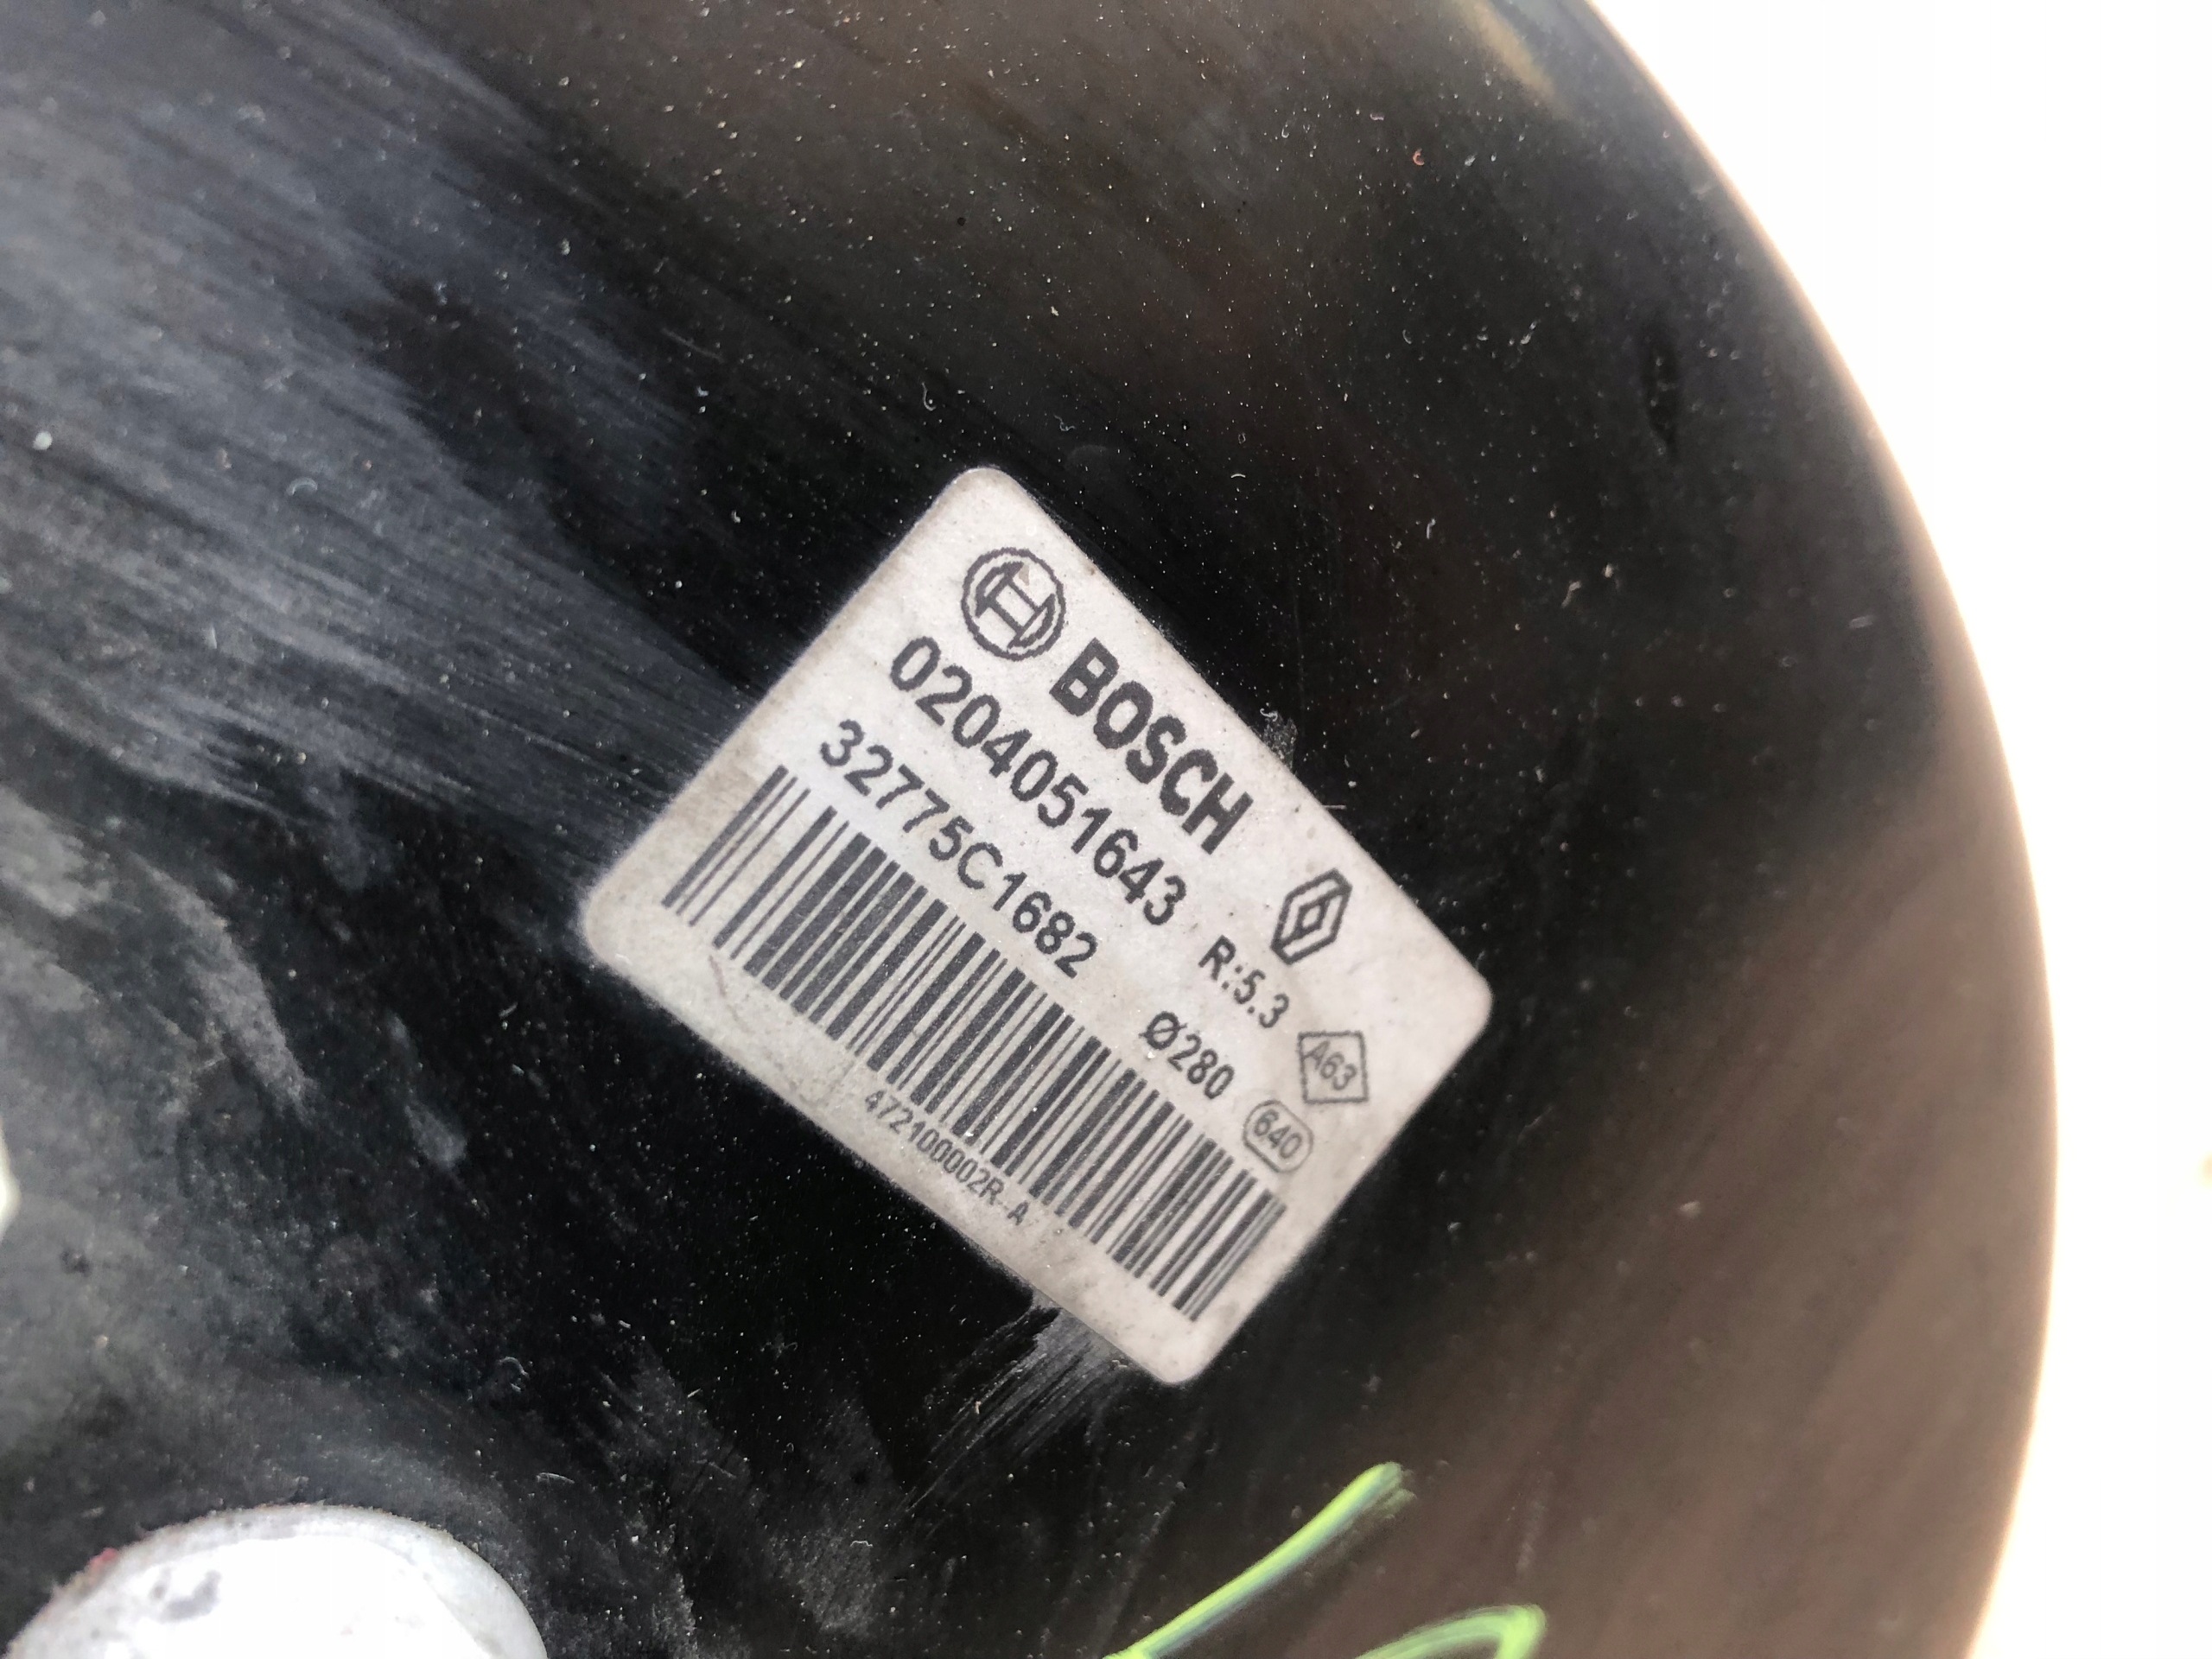 BOSCH
0204051643 R:5.3 A63
32775C1682 Ø280 640
472100002R-A